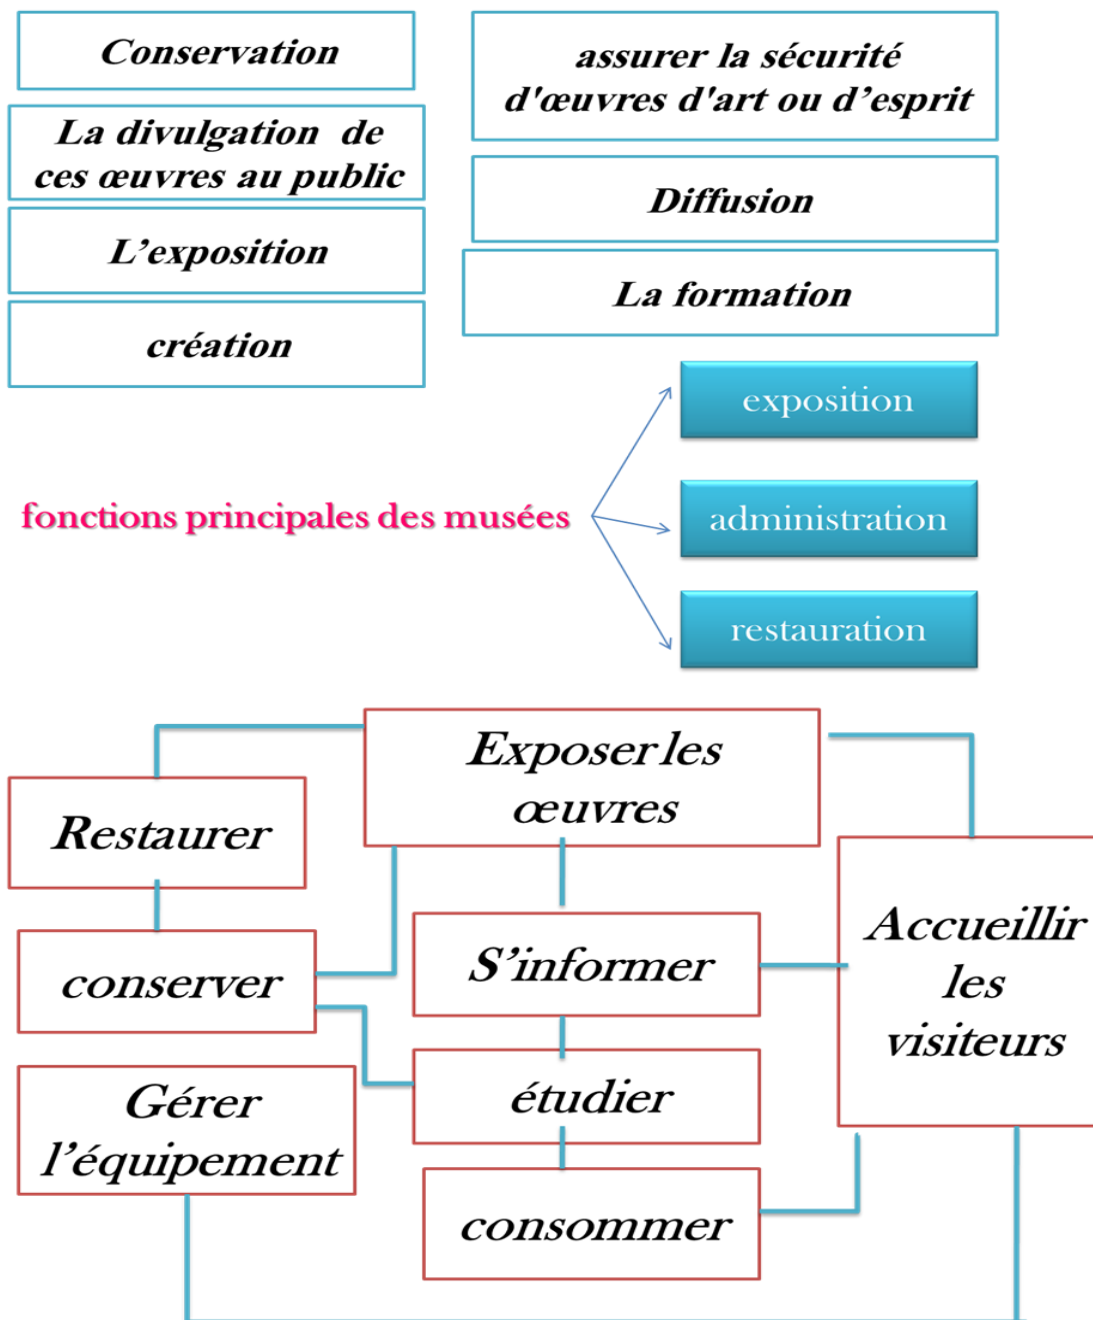 Conservation
assurer la sécurité
d'œuvres d'art ou d’esprit
La divulgation de
ces œuvres au public
Diffusion
L’exposition
La formation
création
exposition
fonctions principales des musées
administration
restauration
Exposer les
œuvres
Restaurer
Accueillir
les
visiteurs
S’informer
conserver
étudier
Gérer
l’équipement
consommer